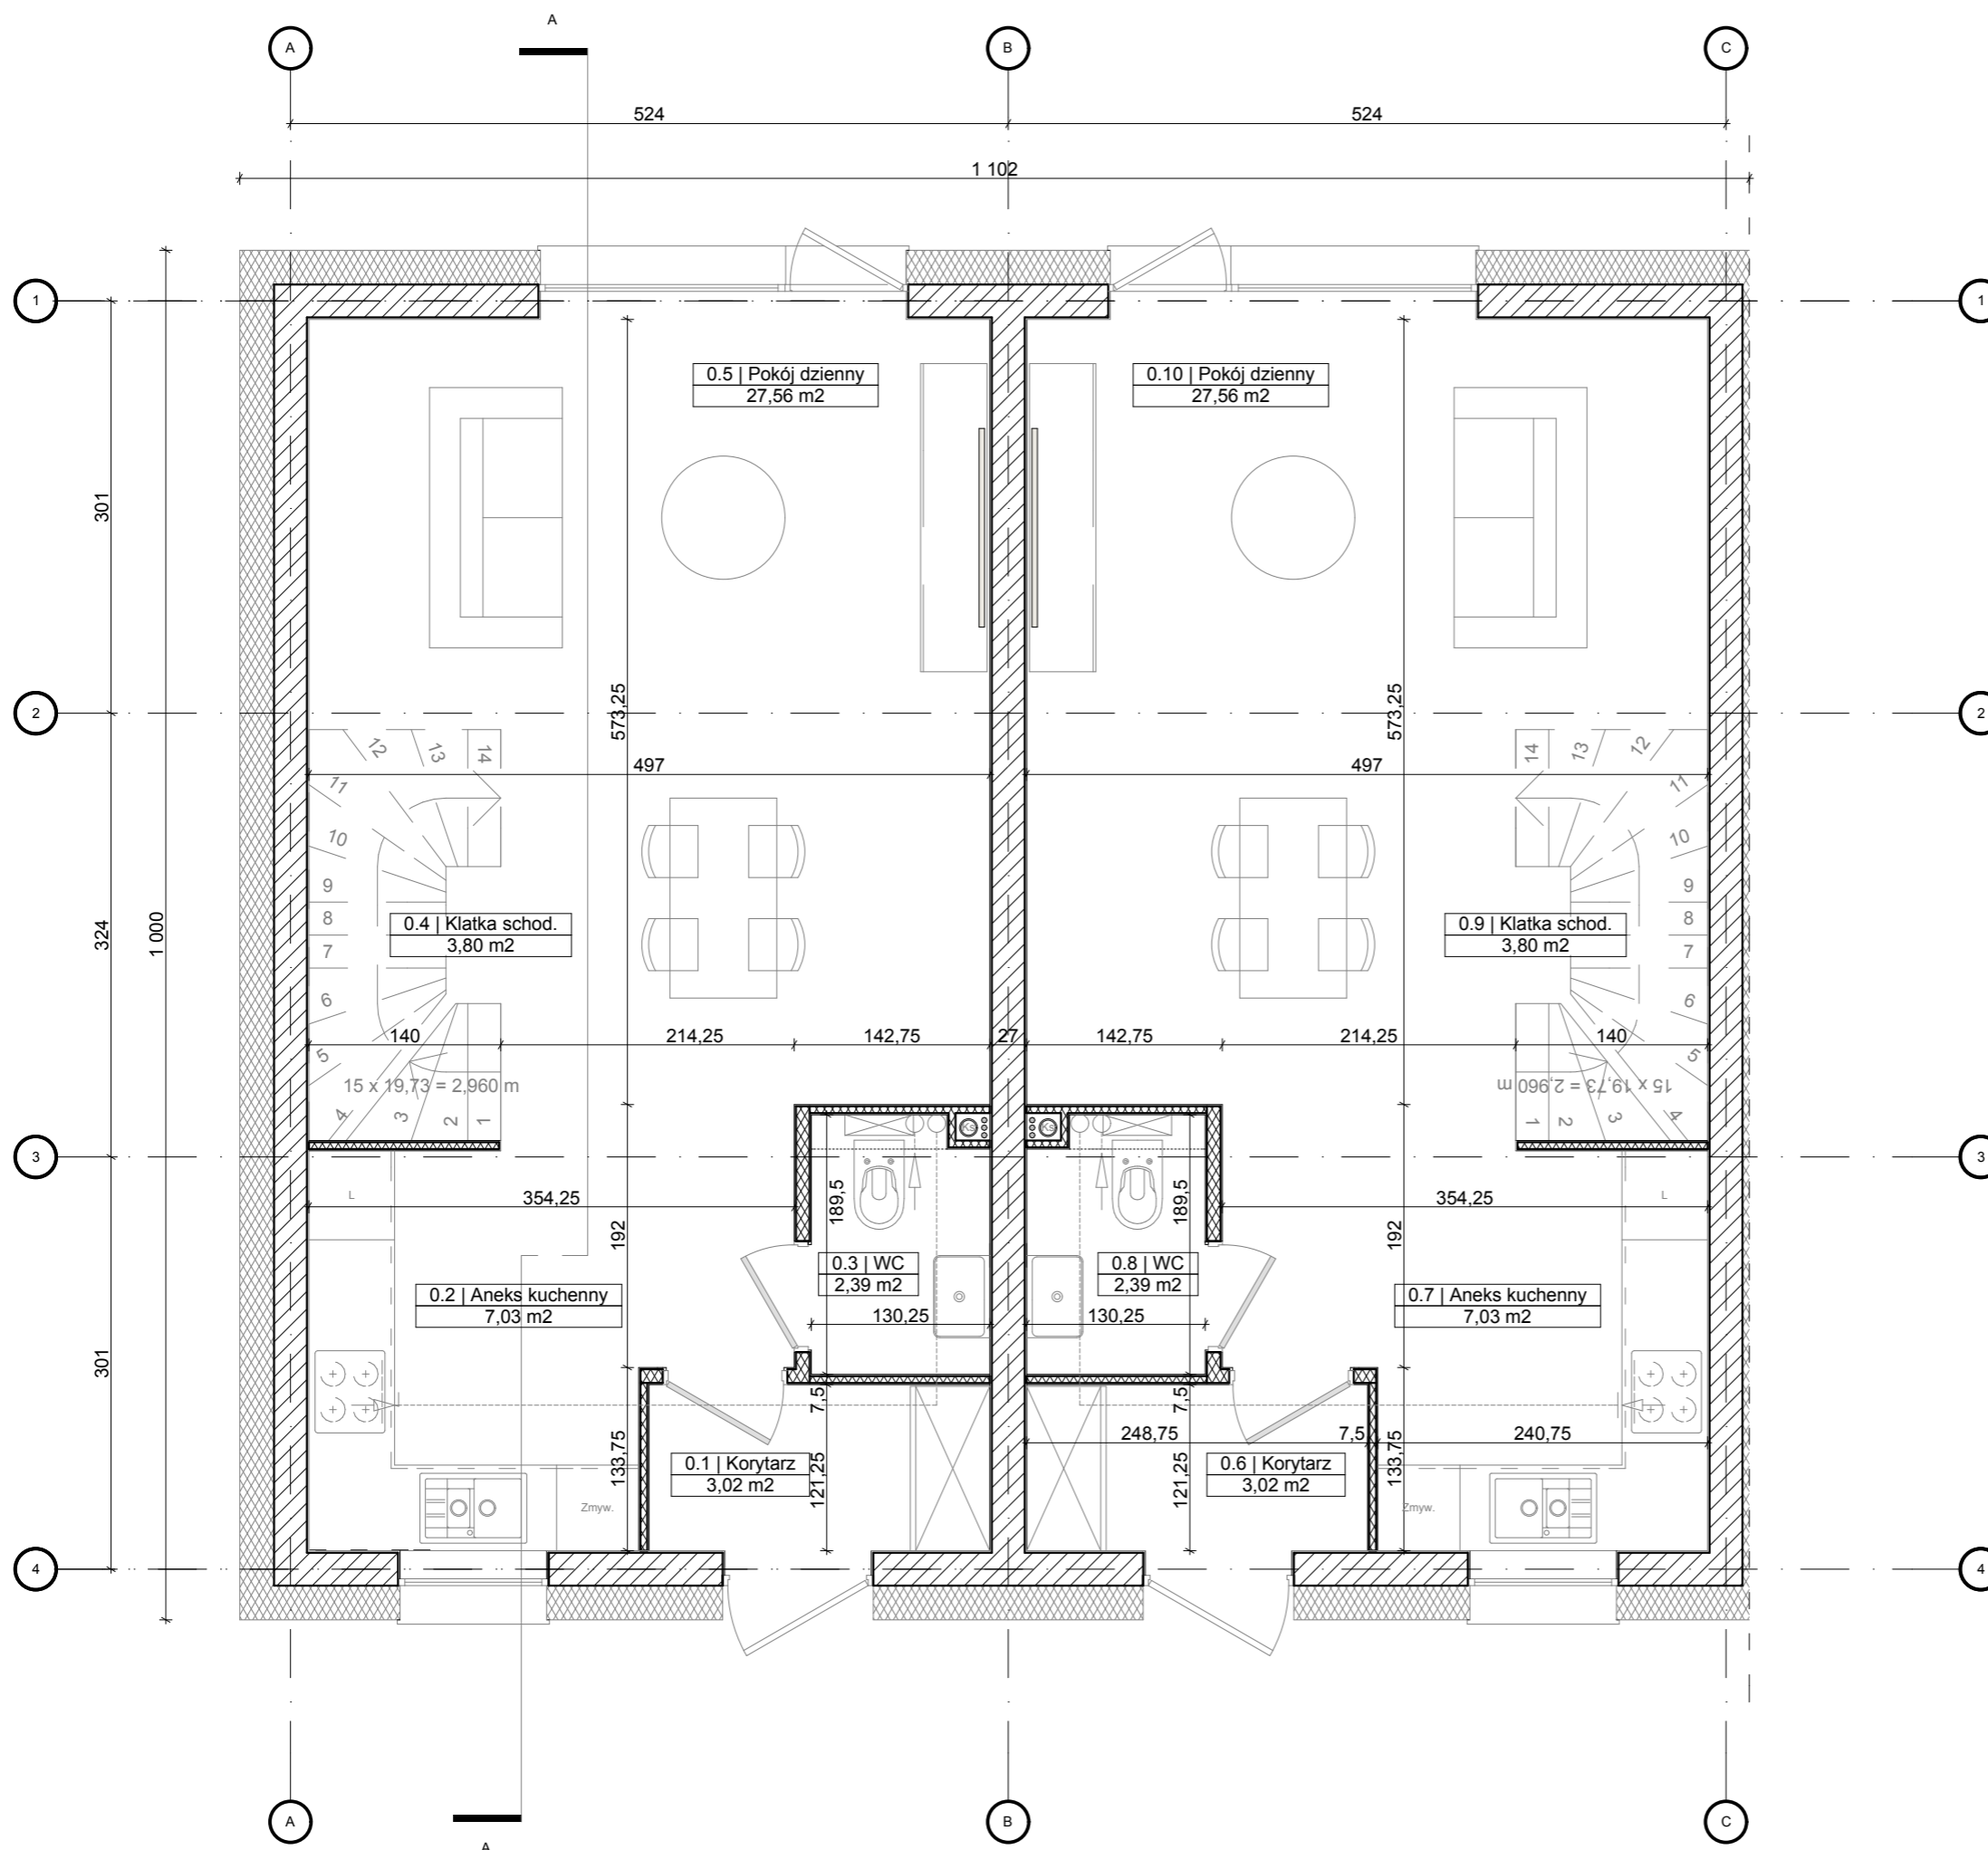 A
A B C
524 524
1 102
1 1
0.5 | Pokój dzienny 0.10 | Pokój dzienny
27,56 m2 27,56 m2
301
573,25 573,25
2 2
12 13 14 14 13 12
497 497
11 11
10 10
9 9
8 8
0.4 | Klatka schod. 0.9 | Klatka schod.
3,80 m2 3,80 m2
324 1 000
7 7
6 6
140 214,25 142,75 27 142,75 214,25 140
5 5
15 x 19,73 = 2,960 m 15 x 19,73 = 2,960 m
4 3 2 1 1 2 3 4
Ks Ks
3 3
L L
354,25 354,25
189,5 189,5
192 192
0.3 | WC 0.8 | WC
2,39 m2 2,39 m2
0.2 | Aneks kuchenny 0.7 | Aneks kuchenny
7,03 m2 7,03 m2
130,25 130,25
301
7,5 7,5
248,75 7,5 240,75
133,75 133,75
0.1 | Korytarz 0.6 | Korytarz
3,02 m2 3,02 m2
121,25 121,25
Zmyw. Zmyw.
4 4
A B C
A